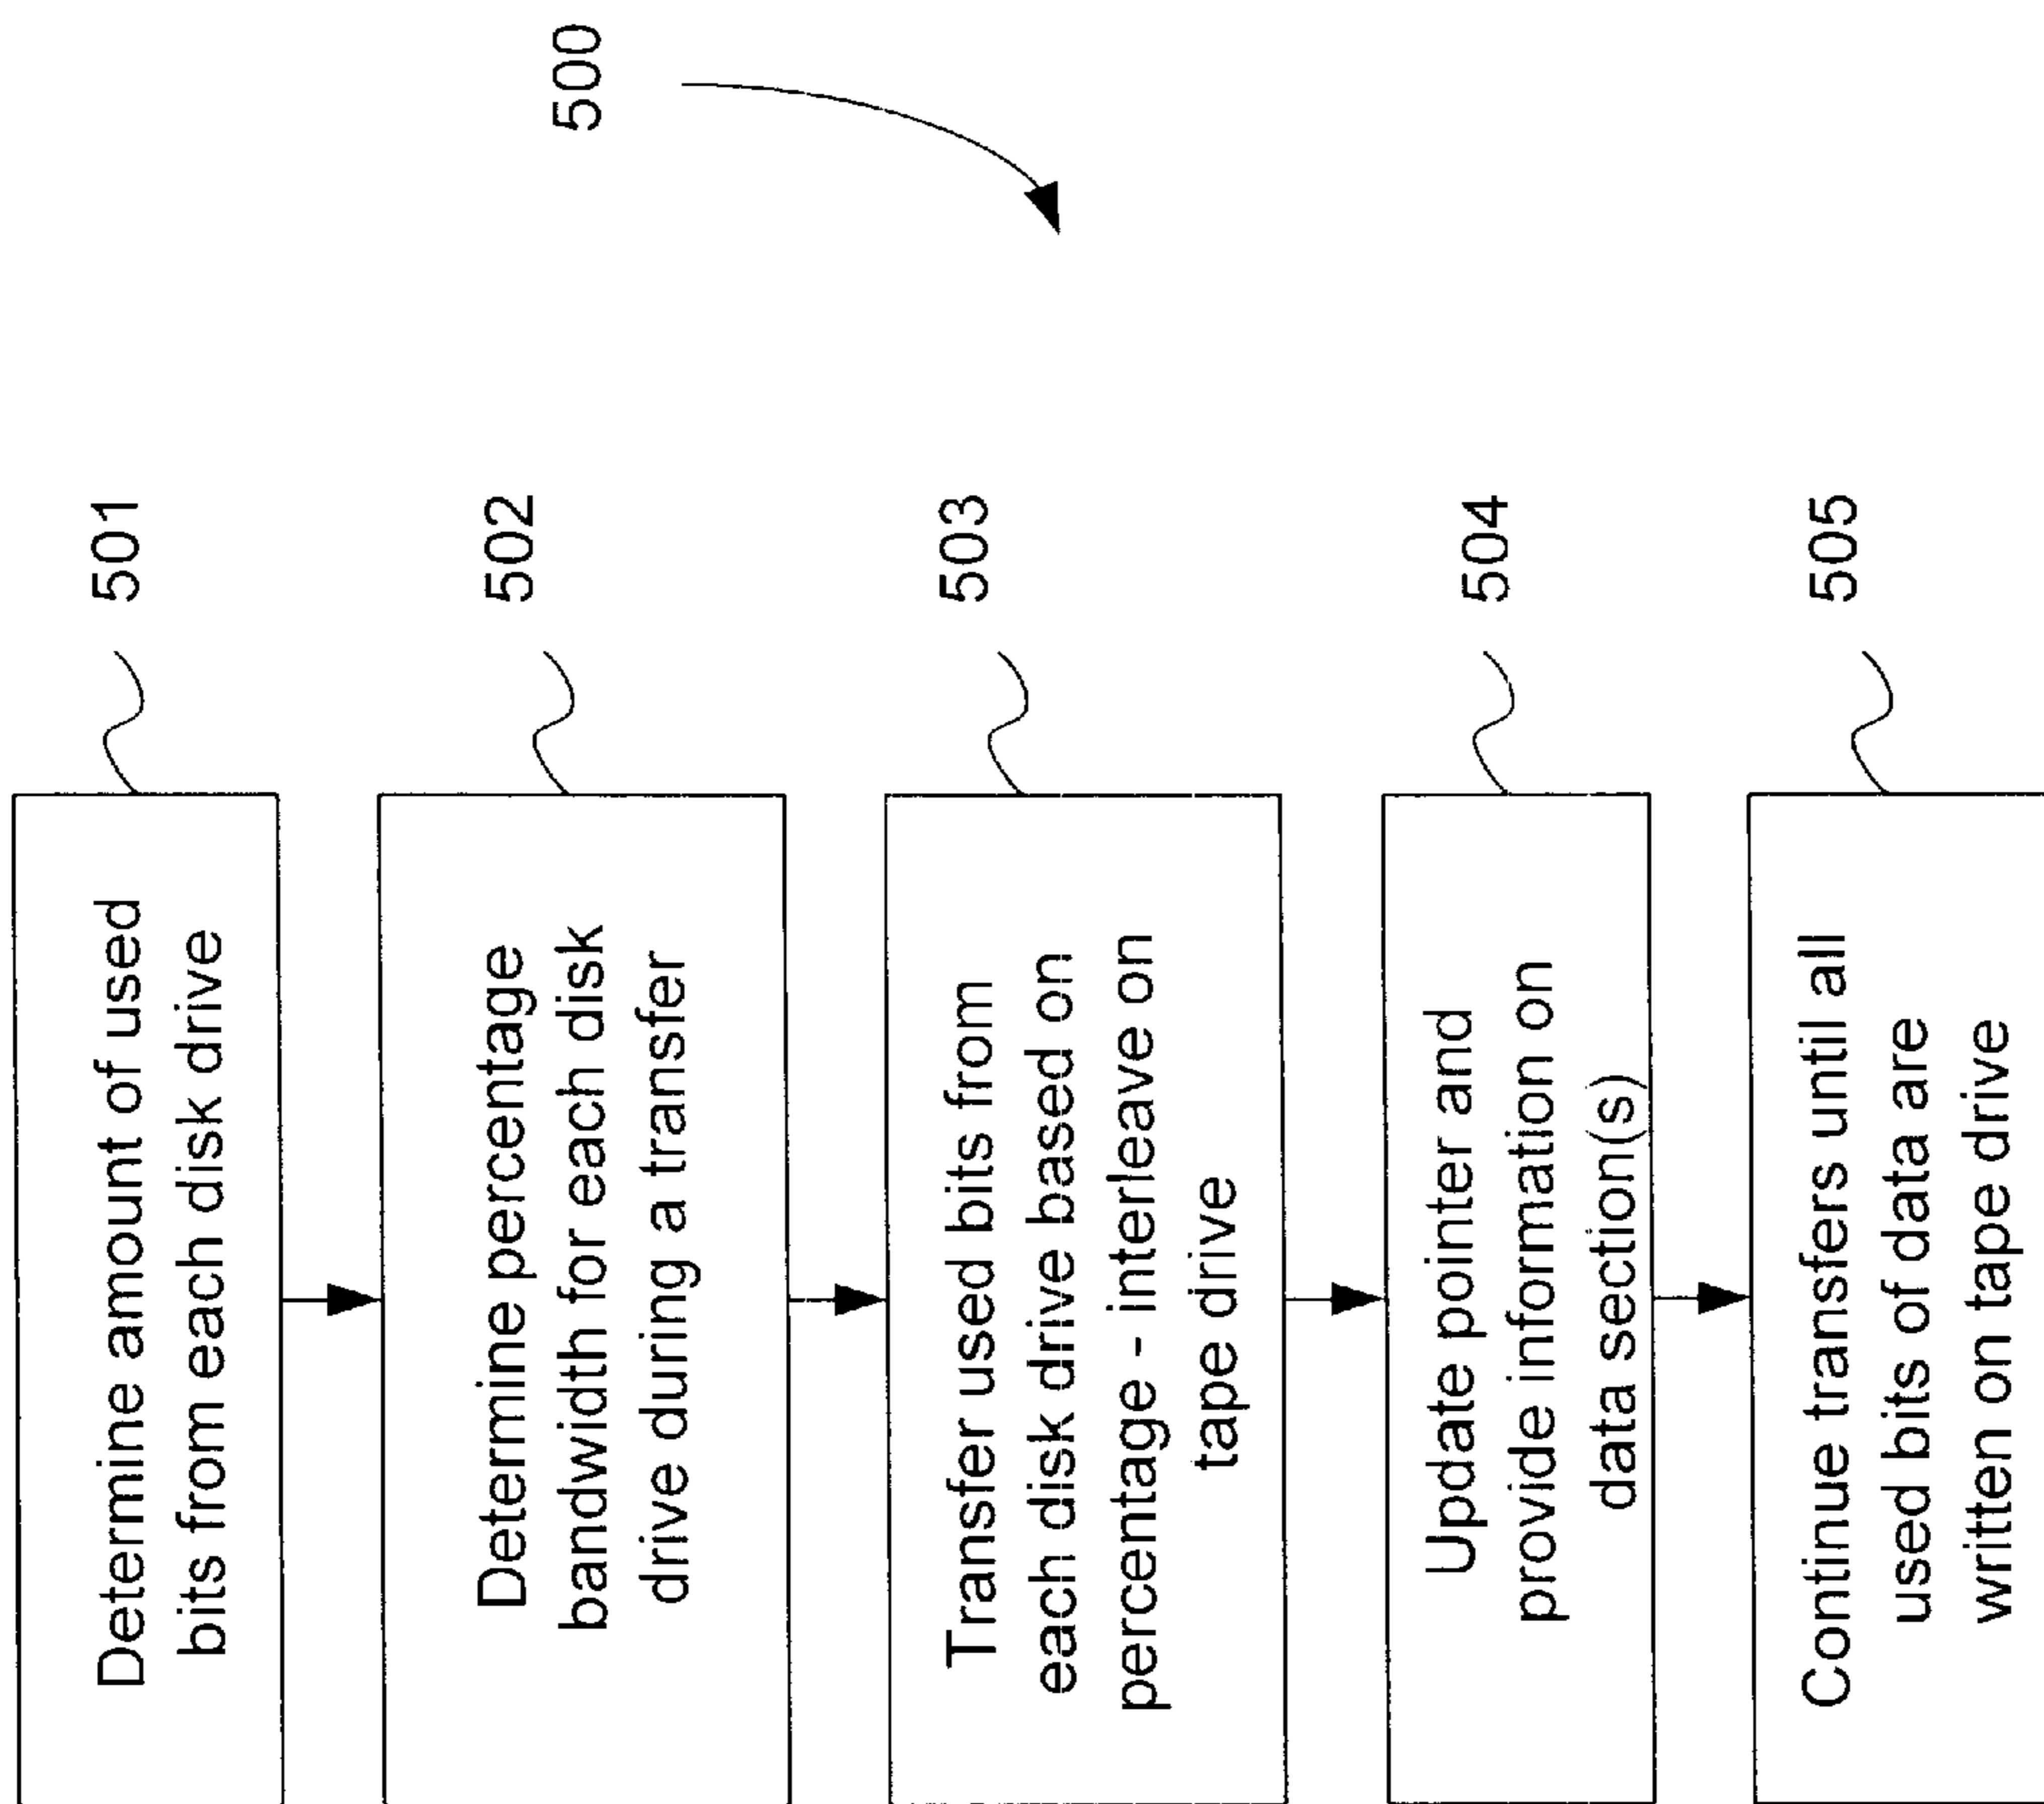 500
Determine amount of used
bits from each disk drive
501
Determine percentage
bandwidth for each disk
drive during a transfer
502
Transfer used bits from
each disk drive based on
percentage - interleave on
tape drive
503
Update pointer and
provide information on
data section(s)
504
Continue transfers until all
used bits of data are
written on tape drive
505